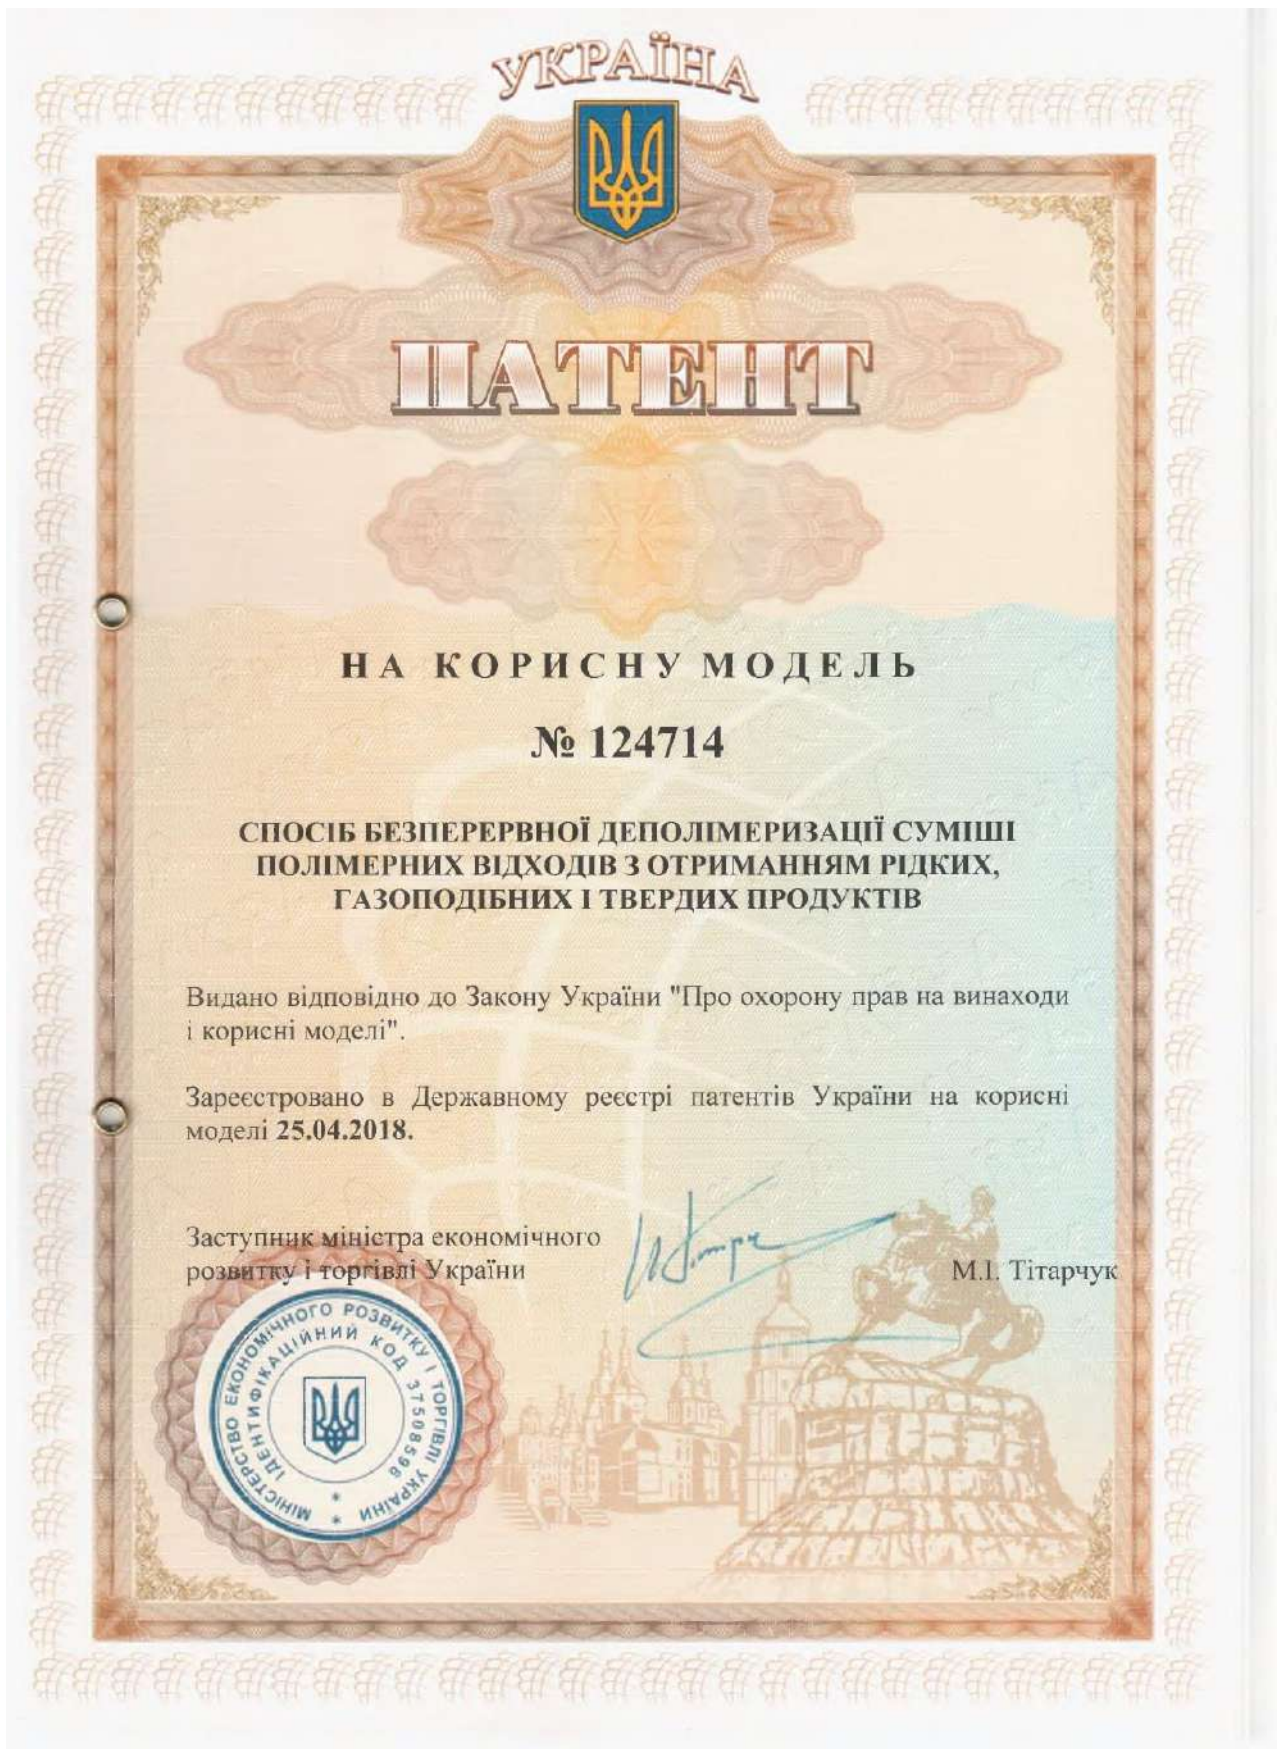 УКРАЇНА
ПАТЕНТ
НА КОРИСНУ МОДЕЛЬ
№ 124714
СПОСІБ БЕЗПЕРЕРВНОЇ ДЕПОЛІМЕРИЗАЦІЇ СУМІШІ
ПОЛІМЕРНИХ ВІДХОДІВ З ОТРИМАННЯМ РІДКИХ,
ГАЗОПОДІБНИХ І ТВЕРДИХ ПРОДУКТІВ
Видано відповідно до Закону України "Про охорону прав на винаходи
і корисні моделі".
Зареєстровано в Державному реєстрі патентів України на корисні
моделі 25.04.2018.
Заступник міністра економічного
розвитку і торгівлі України
М.І. Тітарчук
МІНІСТЕРСТВО ЕКОНОМІЧНОГО РОЗВИТКУ І ТОРГІВЛІ УКРАЇНИ *
ІДЕНТИФІКАЦІЙНИЙ КОД 37508596 *